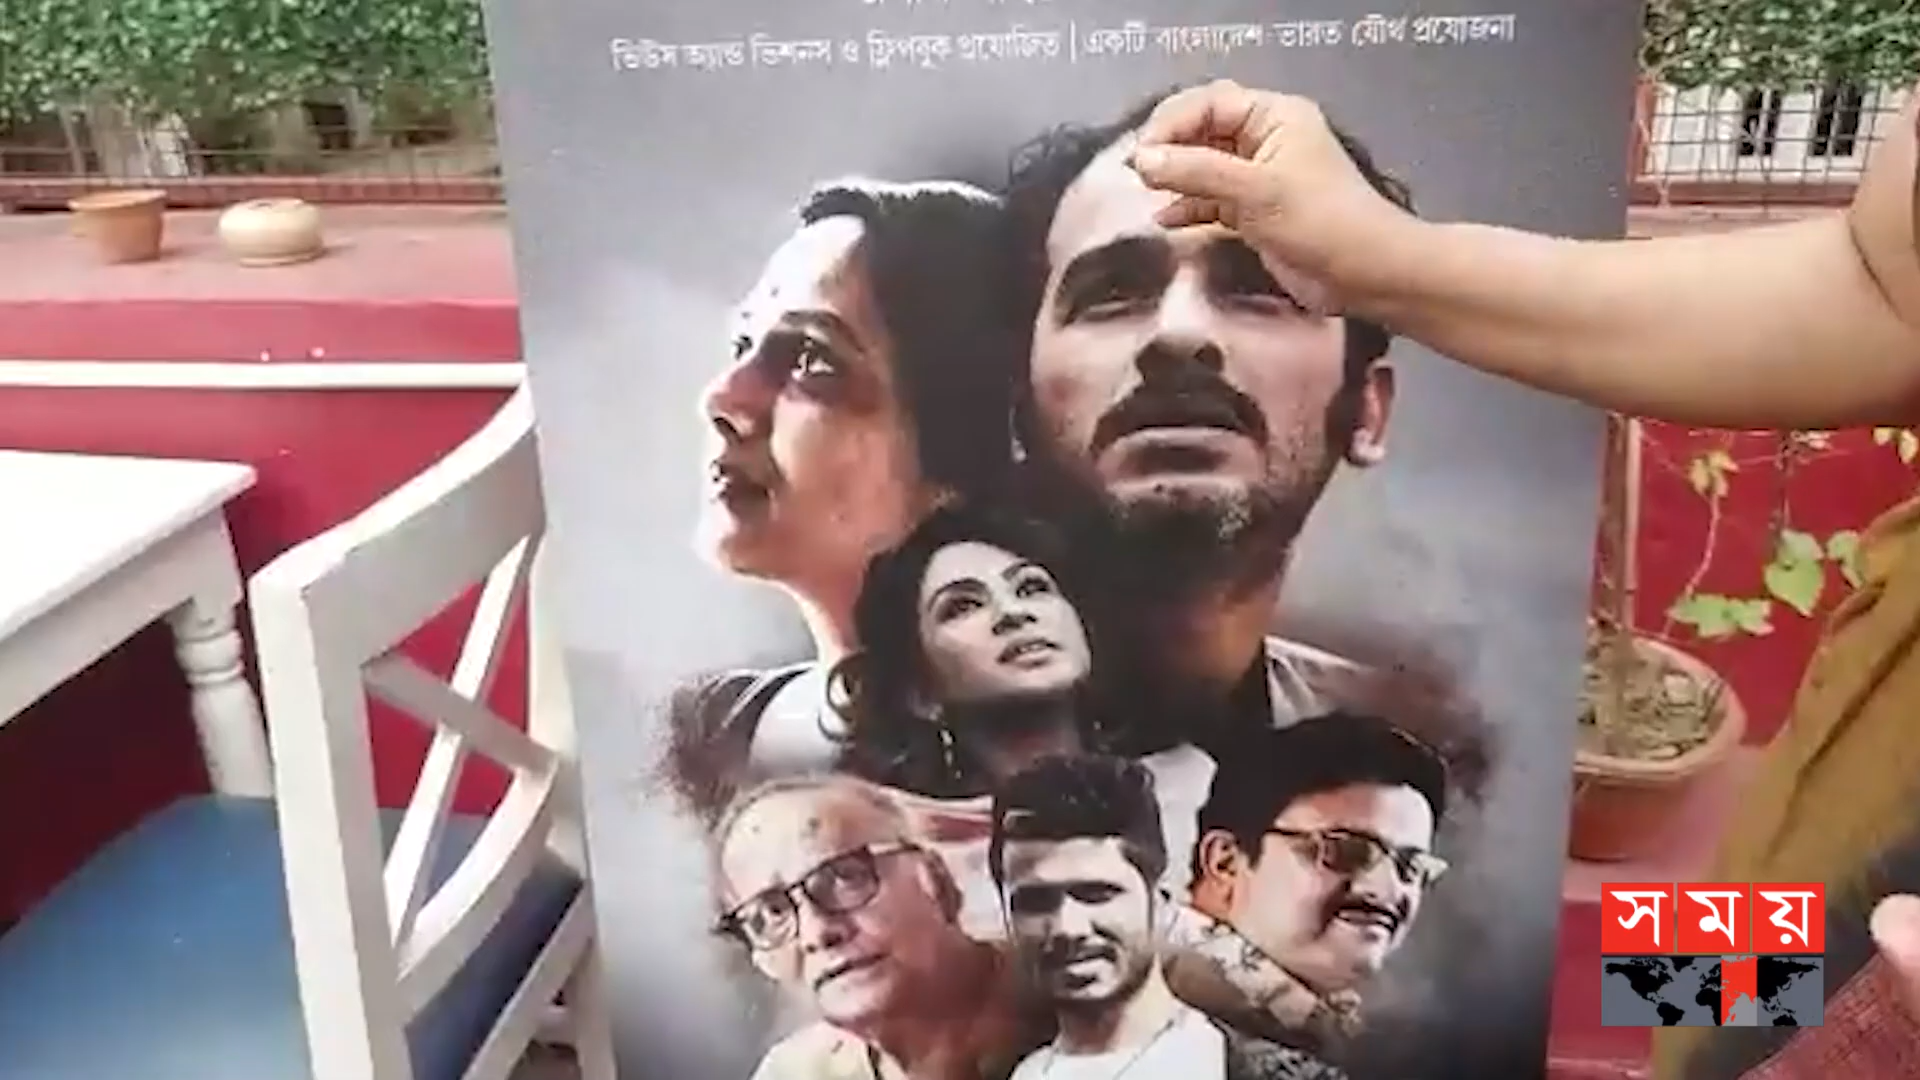 ভিউস অ্যান্ড ভিশনস ও ফ্লিপবুক প্রযোজিত | একটি বাংলাদেশ-ভারত যৌথ প্রযোজনা
সময়